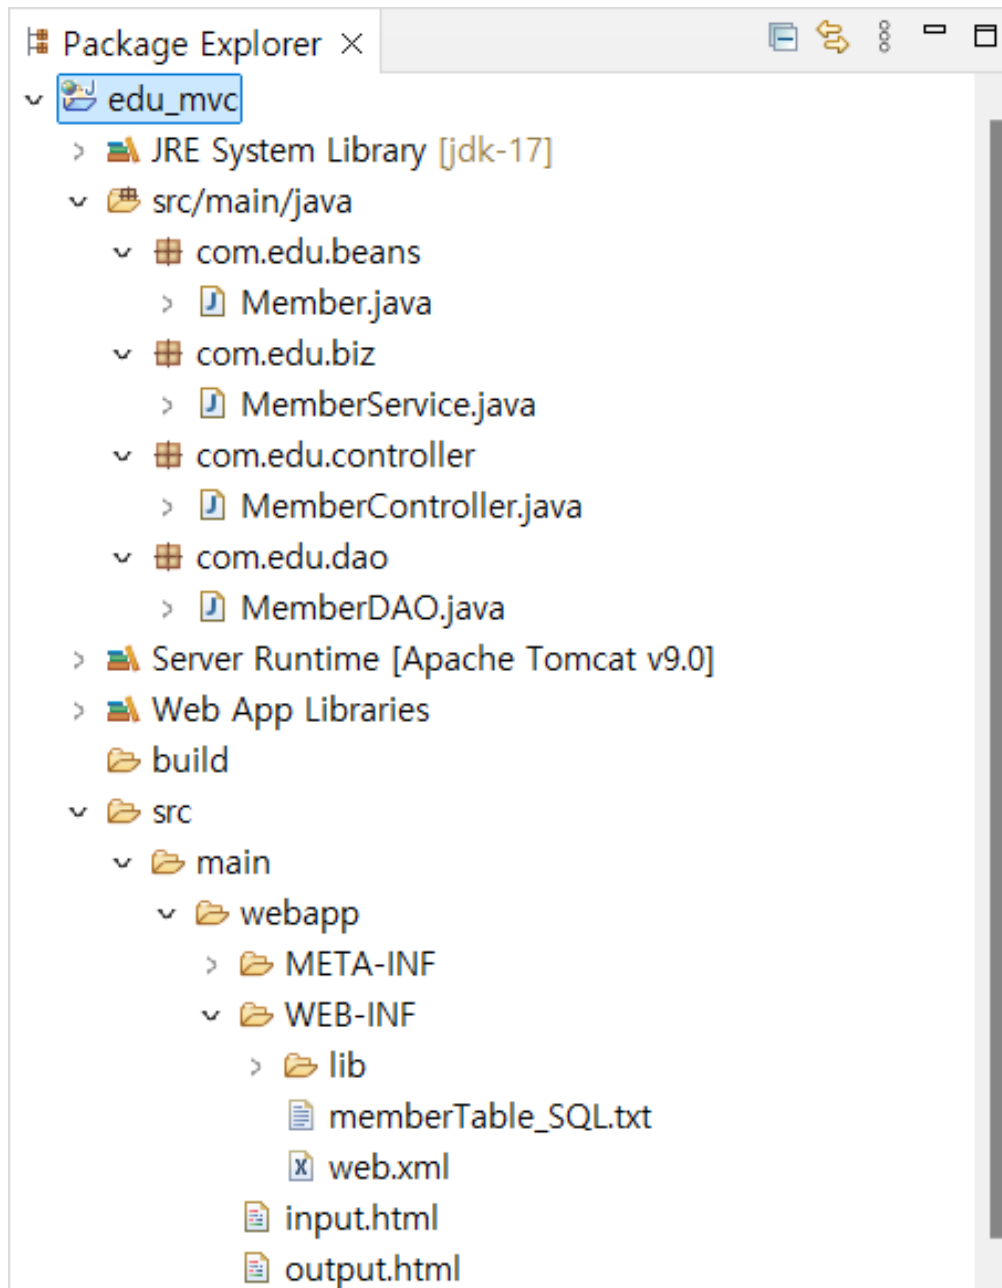 Package Explorer
edu_mvc
JRE System Library [jdk-17]
src/main/java
com.edu.beans
Member.java
com.edu.biz
MemberService.java
com.edu.controller
MemberController.java
com.edu.dao
MemberDAO.java
Server Runtime [Apache Tomcat v9.0]
Web App Libraries
build
src
main
webapp
META-INF
WEB-INF
lib
memberTable_SQL.txt
web.xml
input.html
output.html